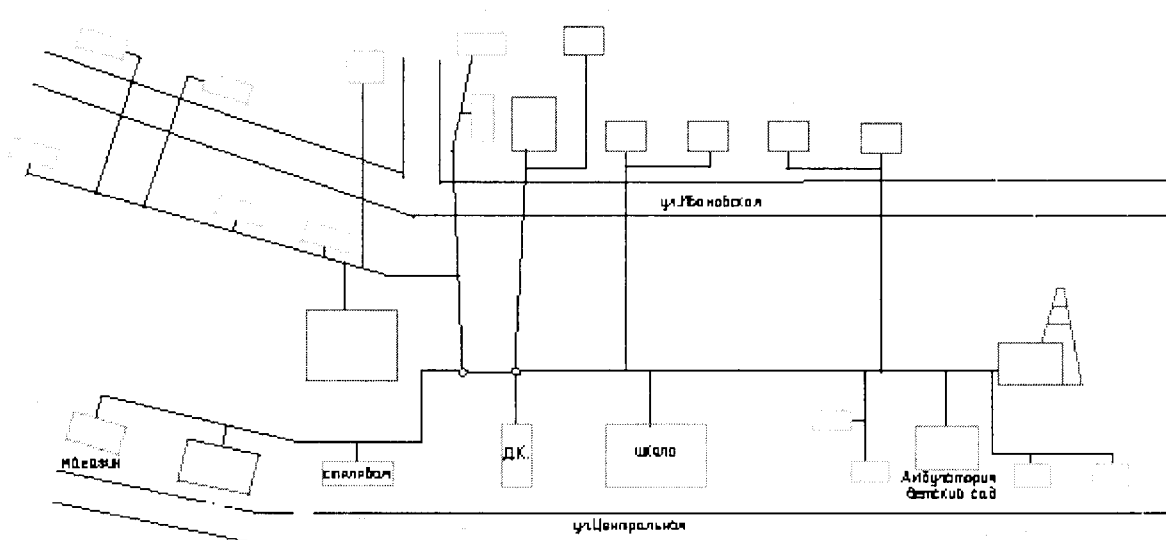 ул.Ивановская
Д.К.
школа
магазин
столовая
Амбулатория
детский сад
ул.Центральная